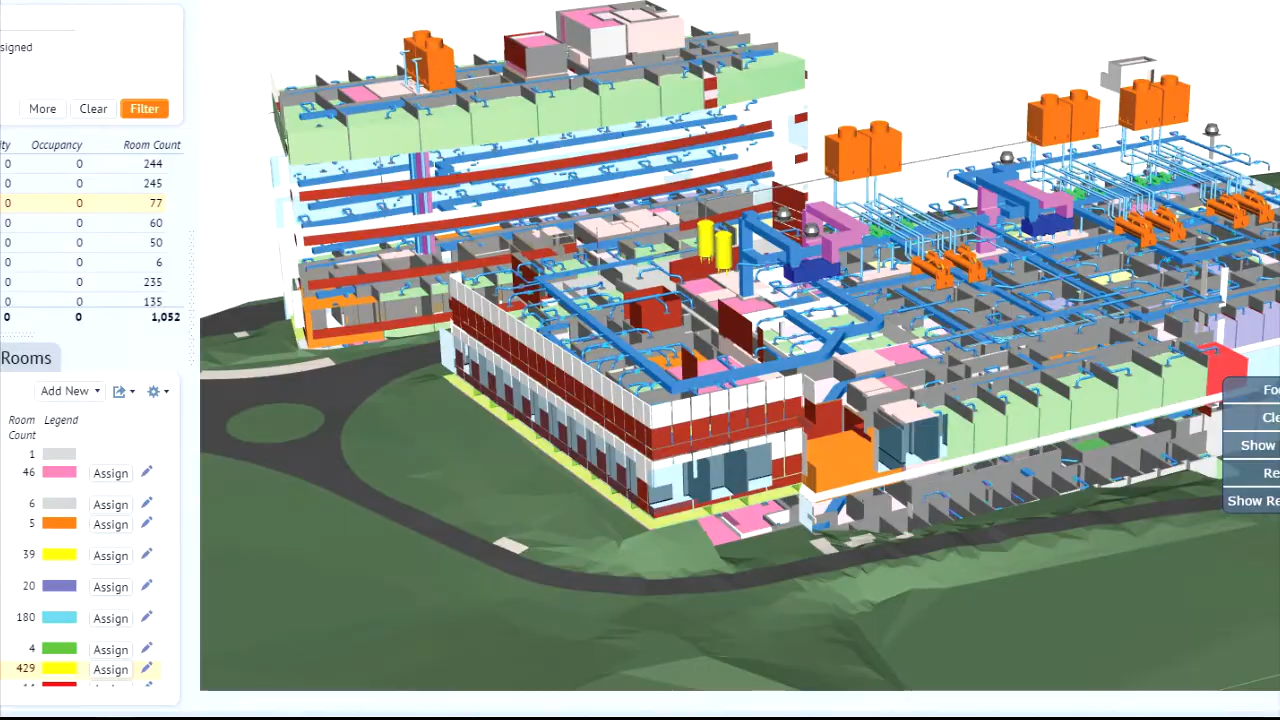 signed
More Clear Filter
ity Occupancy Room Count
0 0 244
0 0 245
0 0 77
0 0 60
0 0 50
0 0 6
0 0 235
0 0 135
0 0 1,052
Rooms
Add New
Room Count Legend
1
46 Assign
6 Assign
5 Assign
39 Assign
20 Assign
180 Assign
4 Assign
429 Assign
Fo
Cle
Show
Re
Show Re